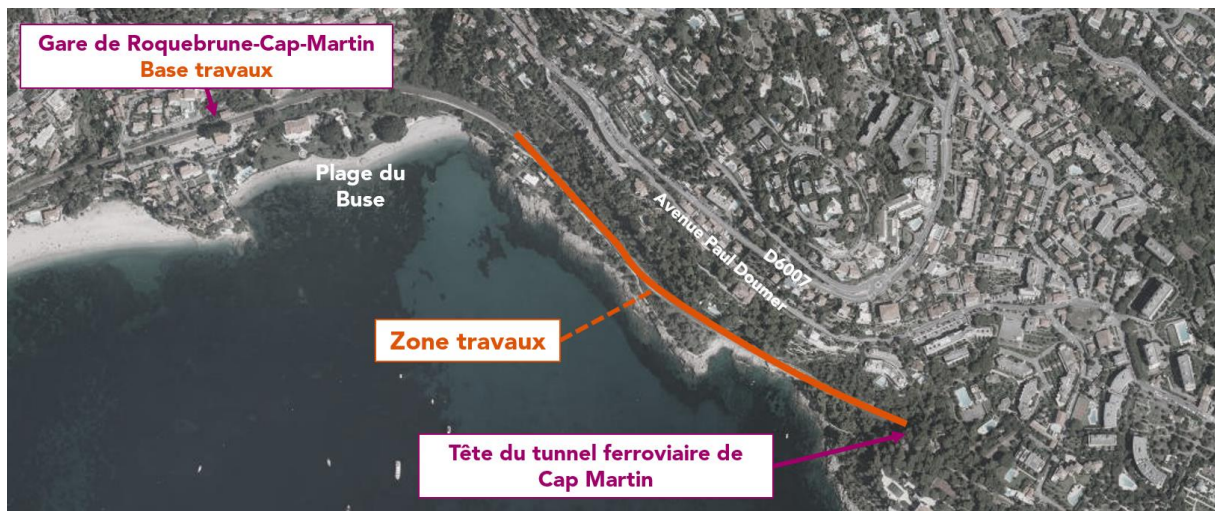 Gare de Roquebrune-Cap-Martin
Base travaux
Plage du
Buse
Avenue Paul Doumer
D6007
Zone travaux
Tête du tunnel ferroviaire de
Cap Martin